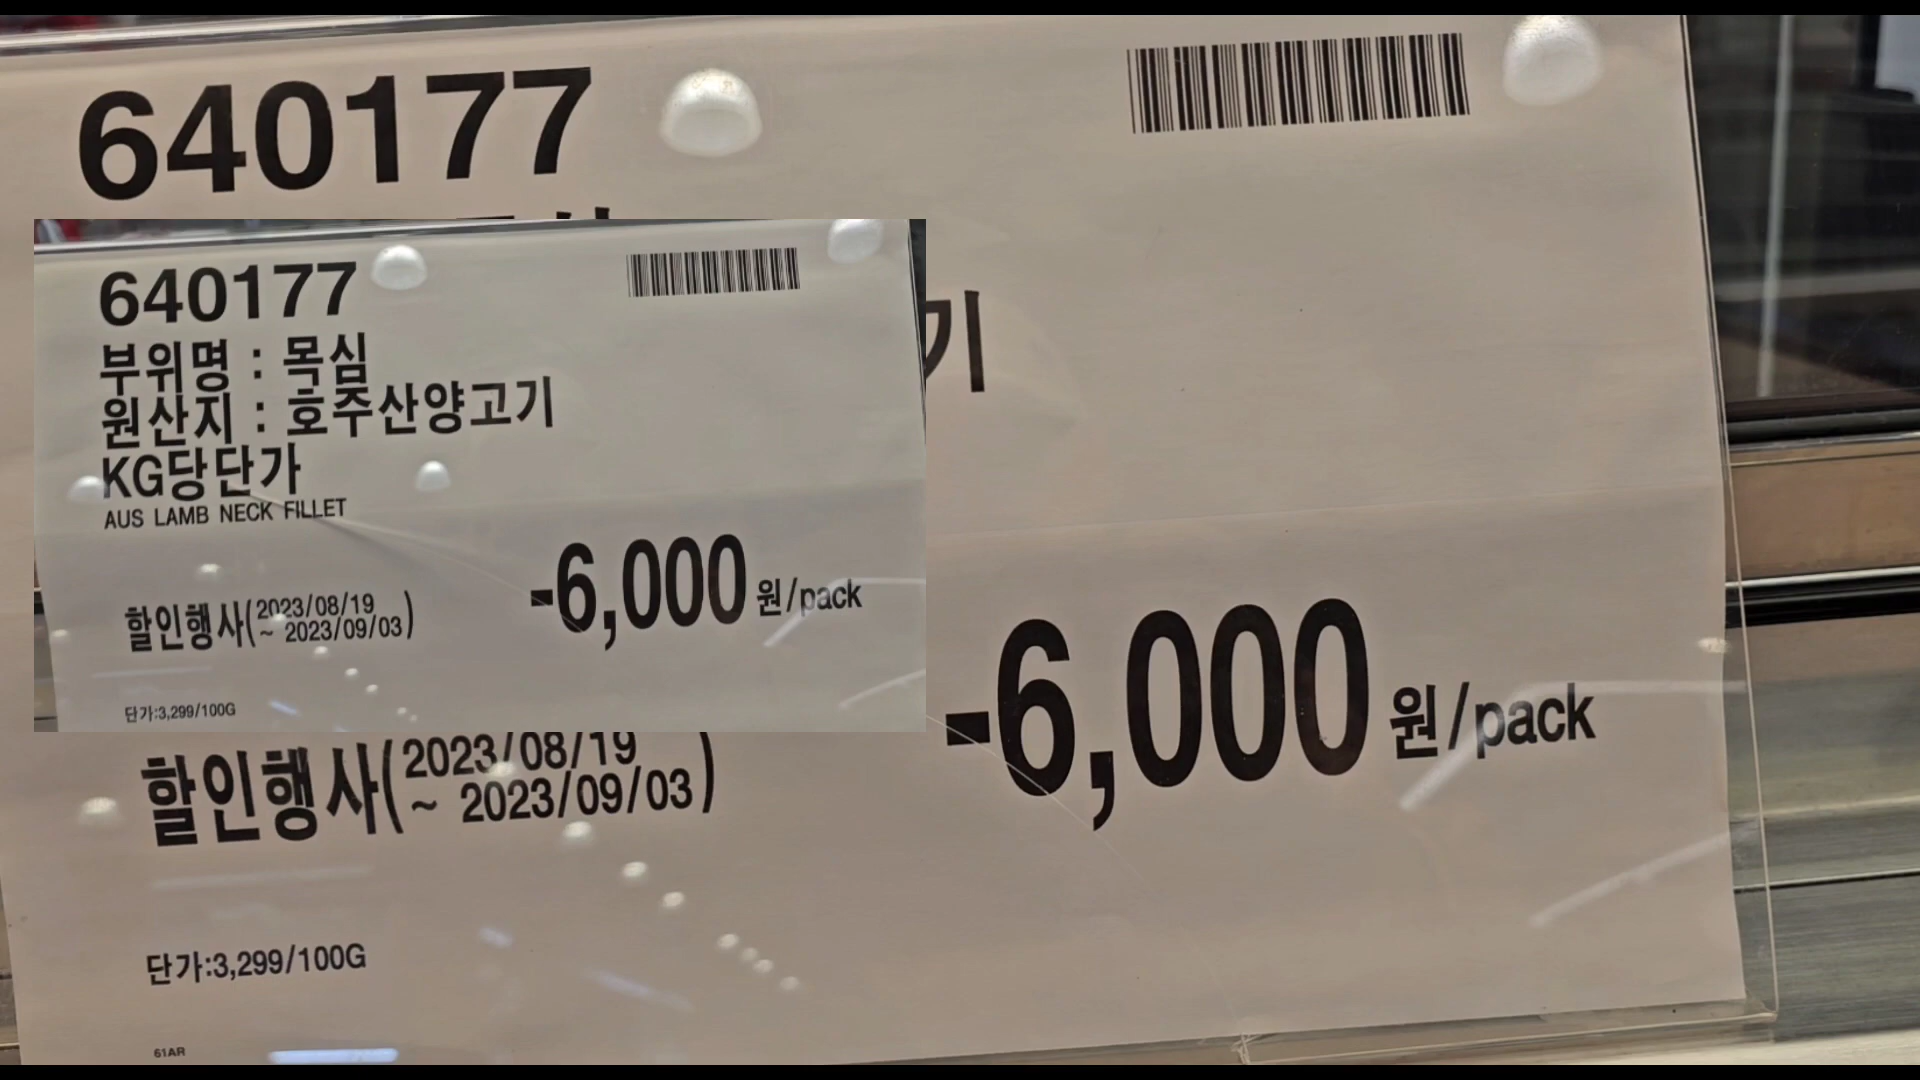 640177
640177
부위명 : 목심
원산지 : 호주산양고기
KG당단가
AUS LAMB NECK FILLET
할인행사(2023/08/19
~ 2023/09/03)
-6,000원/pack
단가:3,299/100G
기
-6,000원/pack
할인행사(2023/08/19
~ 2023/09/03)
단가:3,299/100G
61AR